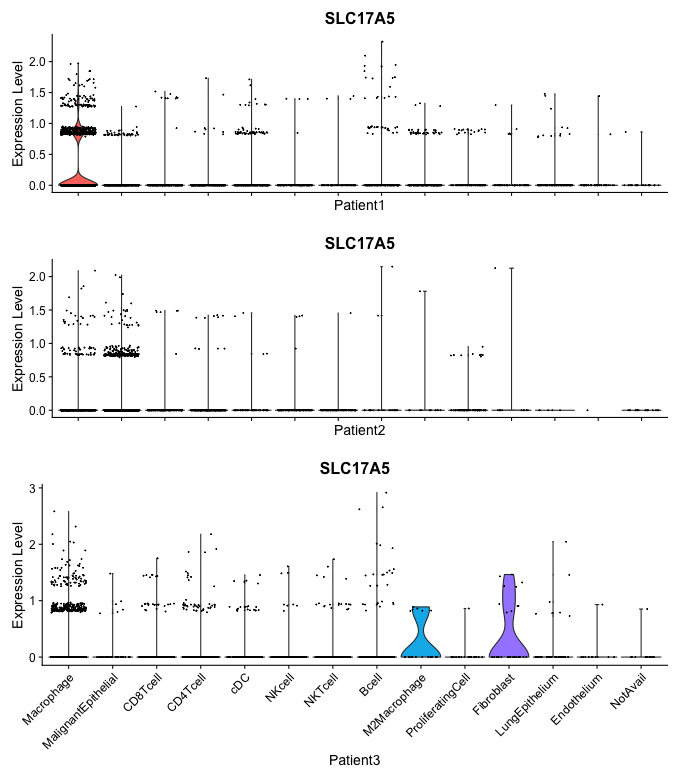 SLC17A5
Expression Level
2.0
1.5
1.0
0.5
0.0
Patient1
SLC17A5
Expression Level
2.0
1.5
1.0
0.5
0.0
Patient2
SLC17A5
Expression Level
3
2
1
0
Macrophage
MalignantEpithelial
CD8Tcell
CD4Tcell
cDC
NKcell
NKTcell
Bcell
M2Macrophage
ProliferatingCell
Fibroblast
LungEpithelium
Endothelium
NotAvail
Patient3